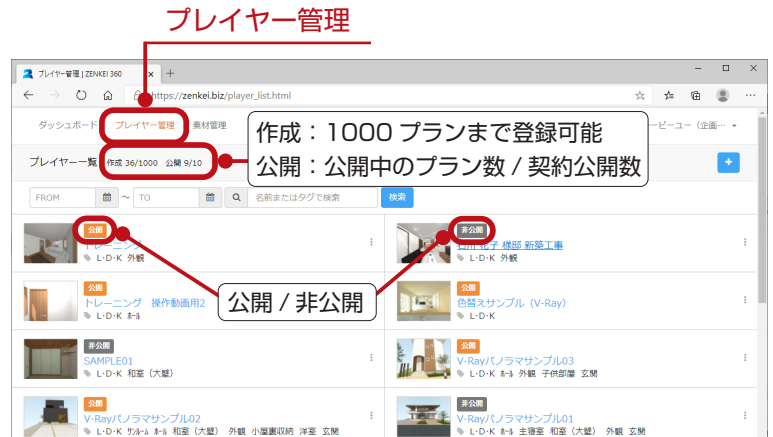 プレイヤー管理
プレイヤー管理 | ZENKEI 360
https://zenkei.biz/player_list.html
ダッシュボード プレイヤー管理 素材管理
ービーユー（企画…
作成：1000 プランまで登録可能
公開：公開中のプラン数 / 契約公開数
プレイヤー一覧 作成 36/1000 公開 9/10
FROM ～ TO 名前またはタグで検索 検索
公開
トレーニング
L・D・K 外観
非公開
石川 花子 様邸 新築工事
L・D・K 外観
公開 / 非公開
公開
トレーニング 操作動画用2
L・D・K ホール
公開
色替えサンプル（V-Ray）
L・D・K
非公開
SAMPLE01
L・D・K 和室（大壁）
公開
V-Rayパノラマサンプル03
L・D・K ホール 外観 子供部屋 玄関
公開
V-Rayパノラマサンプル02
L・D・K サンルーム ホール 和室（大壁） 外観 小屋裏収納 洋室 玄関
非公開
V-Rayパノラマサンプル01
L・D・K ホール 主寝室 和室（大壁） 外観 玄関